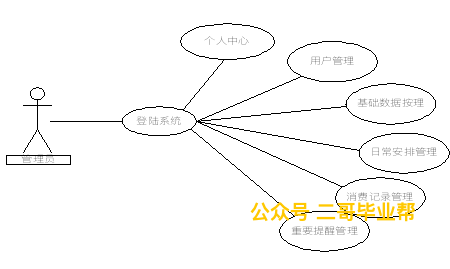 个人中心
用户管理
基础数据按理
登陆系统
日常安排管理
管理员
消费记录管理
公众号 二哥毕业帮
重要提醒管理